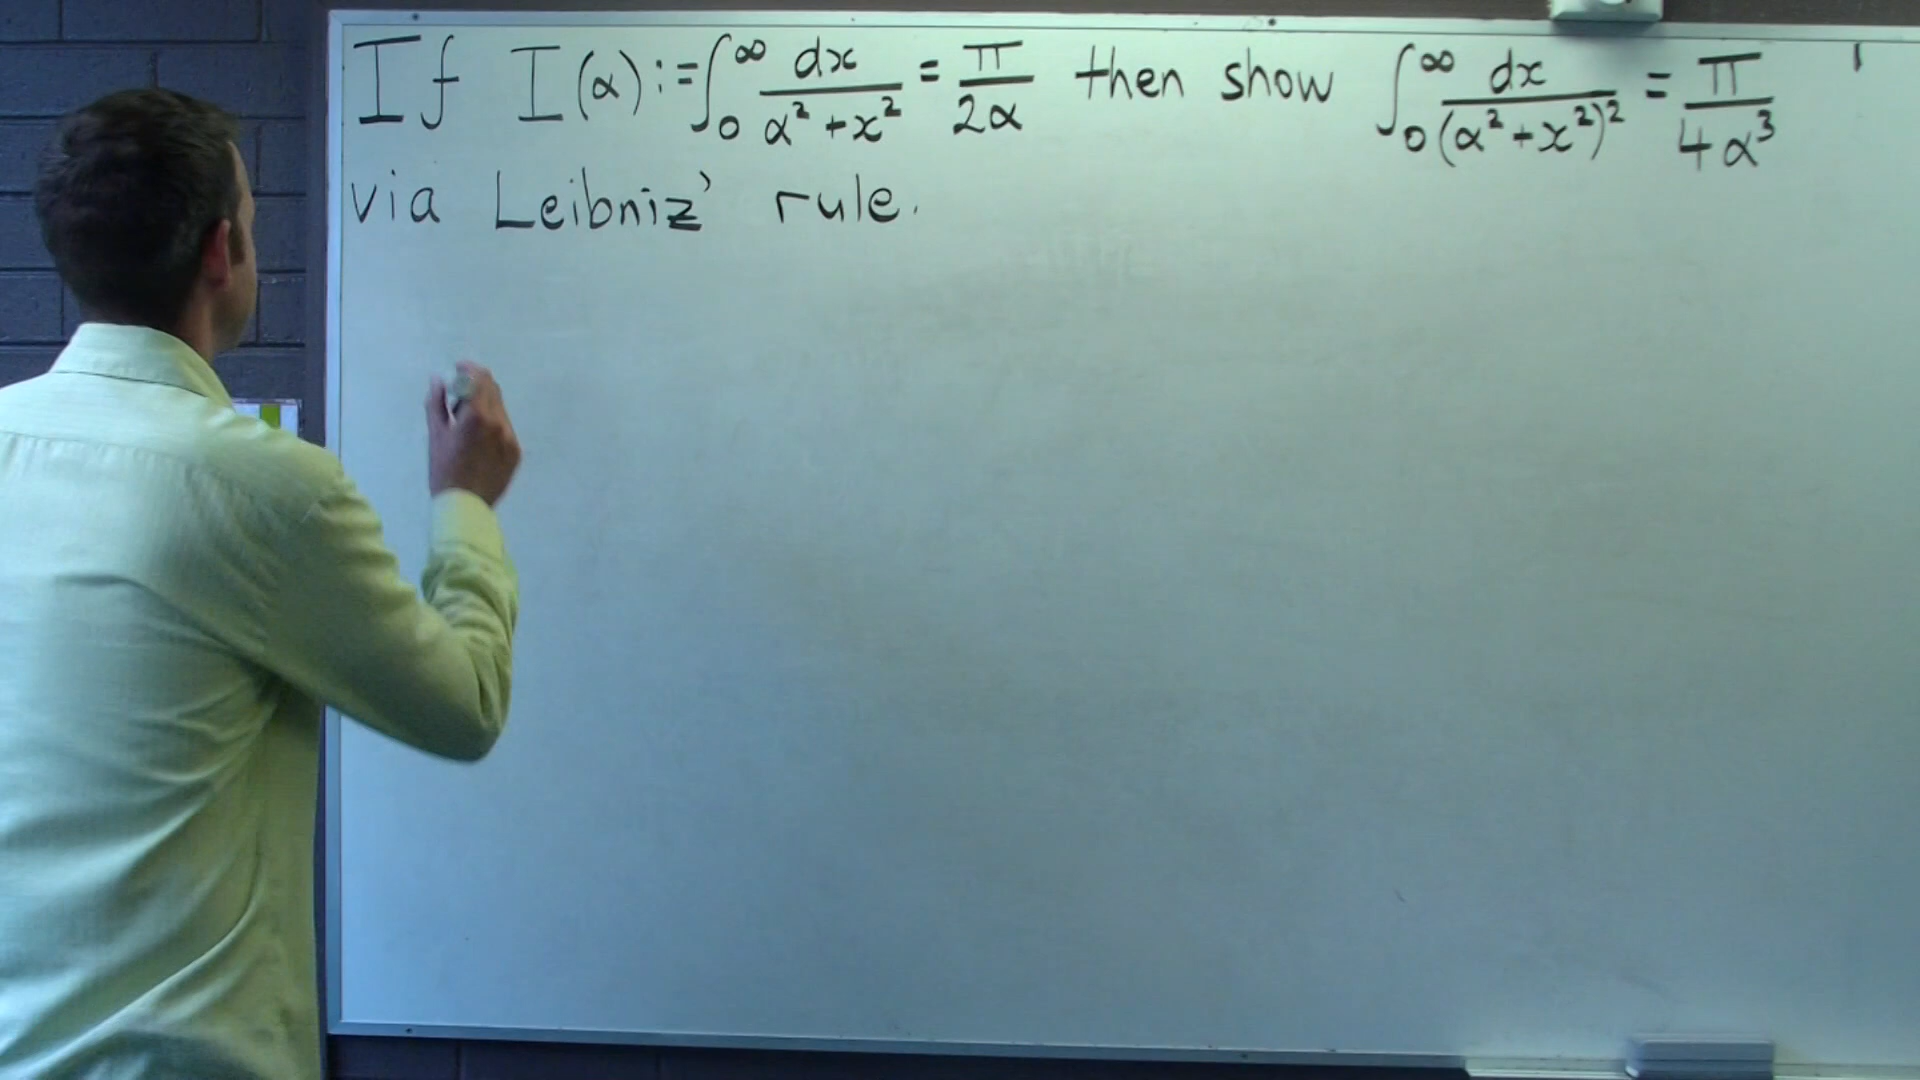 If I(α) := ∫₀^∞ dx/(α² + x²) = π/2α then show ∫₀^∞ dx/(α² + x²)² = π/4α³
via Leibniz' rule.